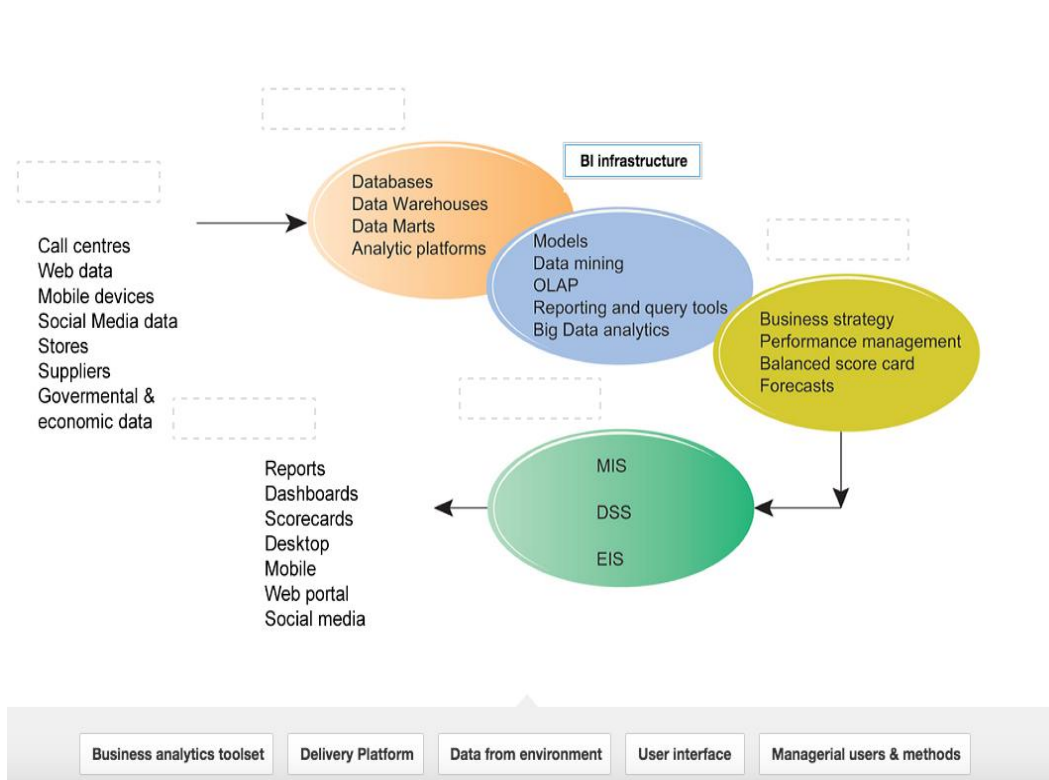 BI infrastructure
Databases
Data Warehouses
Data Marts
Analytic platforms
Call centres
Web data
Mobile devices
Social Media data
Stores
Suppliers
Govermental &
economic data
Models
Data mining
OLAP
Reporting and query tools
Big Data analytics
Business strategy
Performance management
Balanced score card
Forecasts
MIS
DSS
EIS
Reports
Dashboards
Scorecards
Desktop
Mobile
Web portal
Social media
Business analytics toolset
Delivery Platform
Data from environment
User interface
Managerial users & methods